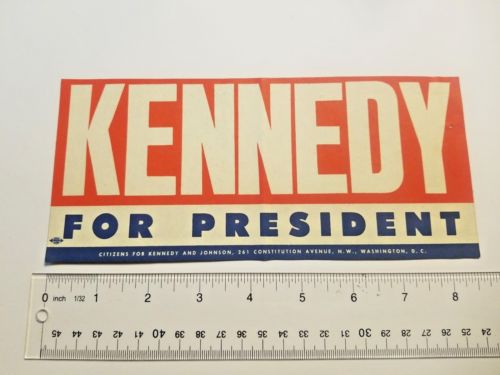 KENNEDY
FOR PRESIDENT
CITIZENS FOR KENNEDY AND JOHNSON, 261 CONSTITUTION AVENUE, N.W., WASHINGTON, D. C.
0 inch 1/32 1 2 3 4 5 6 7 8
45 44 43 42 41 40 39 38 37 36 35 34 33 32 31 30 29 28 27 26 25 24